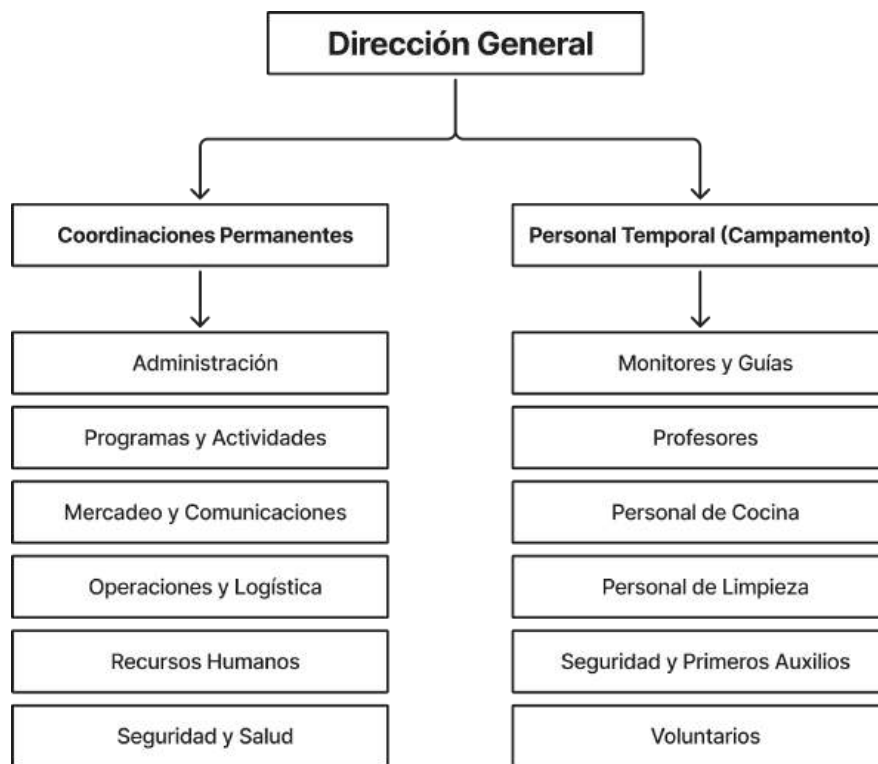 Dirección General
Coordinaciones Permanentes
Personal Temporal (Campamento)
Administración
Programas y Actividades
Mercadeo y Comunicaciones
Operaciones y Logística
Recursos Humanos
Seguridad y Salud
Monitores y Guías
Profesores
Personal de Cocina
Personal de Limpieza
Seguridad y Primeros Auxilios
Voluntarios